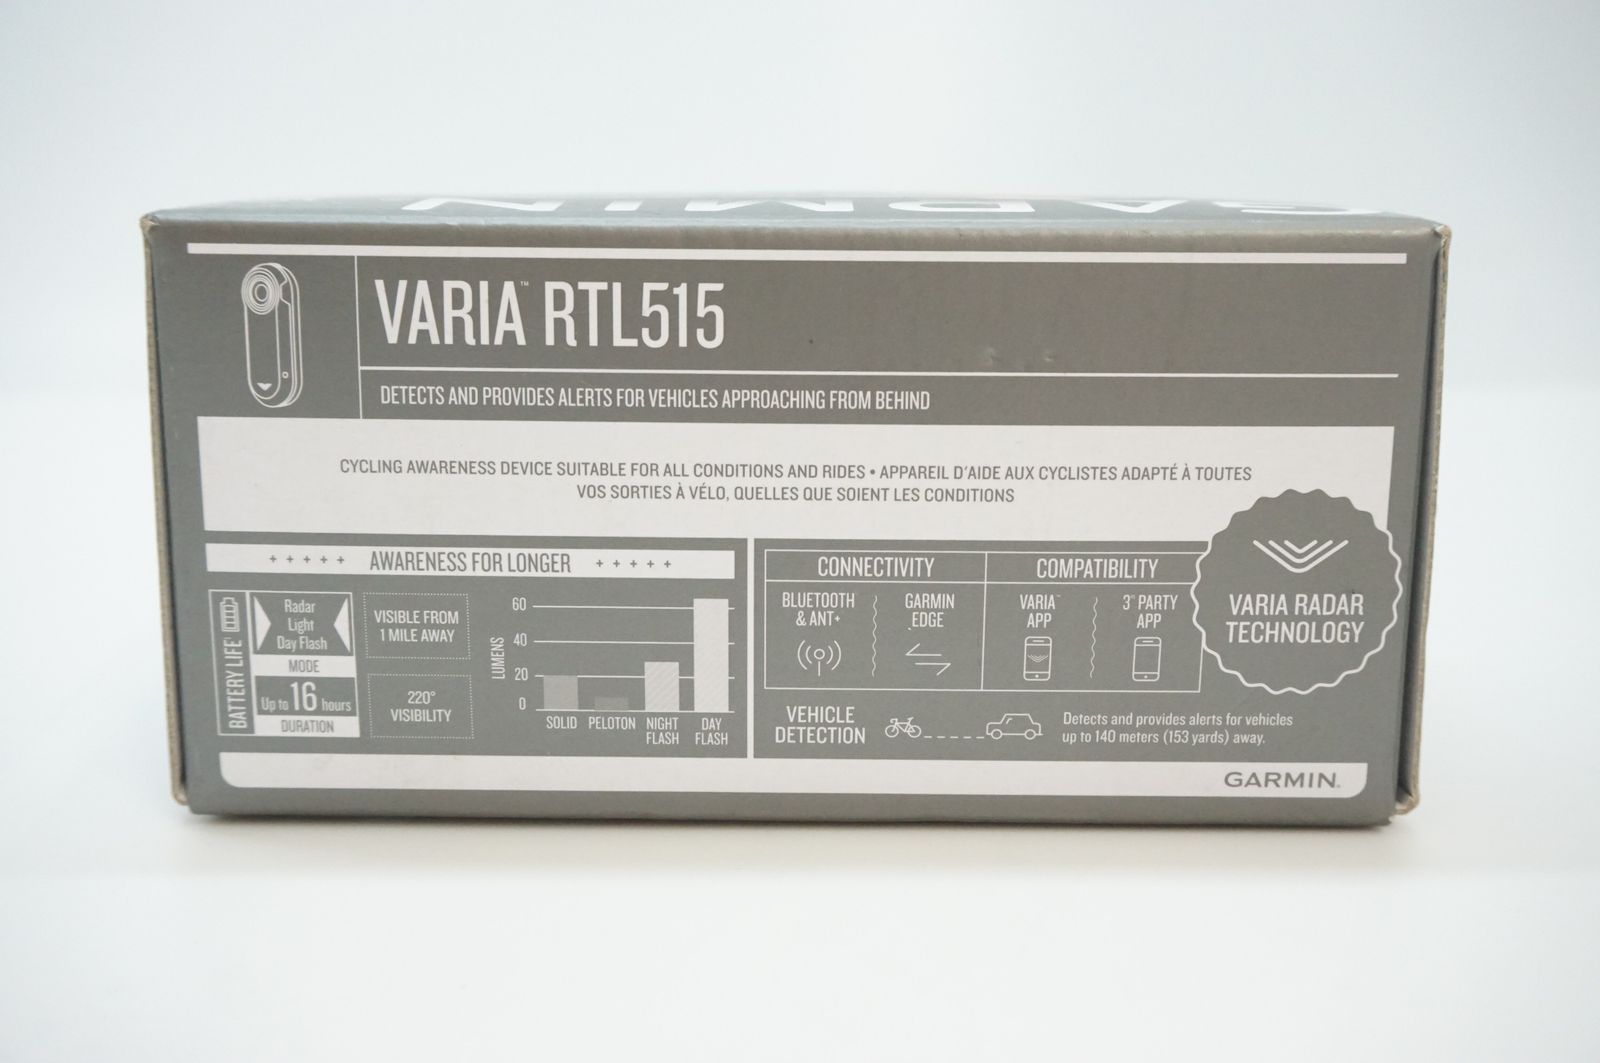 GARMIN
VARIA™ RTL515
DETECTS AND PROVIDES ALERTS FOR VEHICLES APPROACHING FROM BEHIND
CYCLING AWARENESS DEVICE SUITABLE FOR ALL CONDITIONS AND RIDES • APPAREIL D'AIDE AUX CYCLISTES ADAPTÉ À TOUTES
VOS SORTIES À VÉLO, QUELLES QUE SOIENT LES CONDITIONS
+ + + + + AWARENESS FOR LONGER + + + + +
BATTERY LIFE
Radar
Light
Day Flash
MODE
Up to 16 hours
DURATION
VISIBLE FROM
1 MILE AWAY
220°
VISIBILITY
LUMENS
60
40
20
0
SOLID
PELOTON
NIGHT
FLASH
DAY
FLASH
CONNECTIVITY
BLUETOOTH
& ANT+
GARMIN
EDGE
COMPATIBILITY
VARIA™
APP
3RD PARTY
APP
VARIA RADAR
TECHNOLOGY
VEHICLE
DETECTION
Detects and provides alerts for vehicles
up to 140 meters (153 yards) away.
GARMIN.